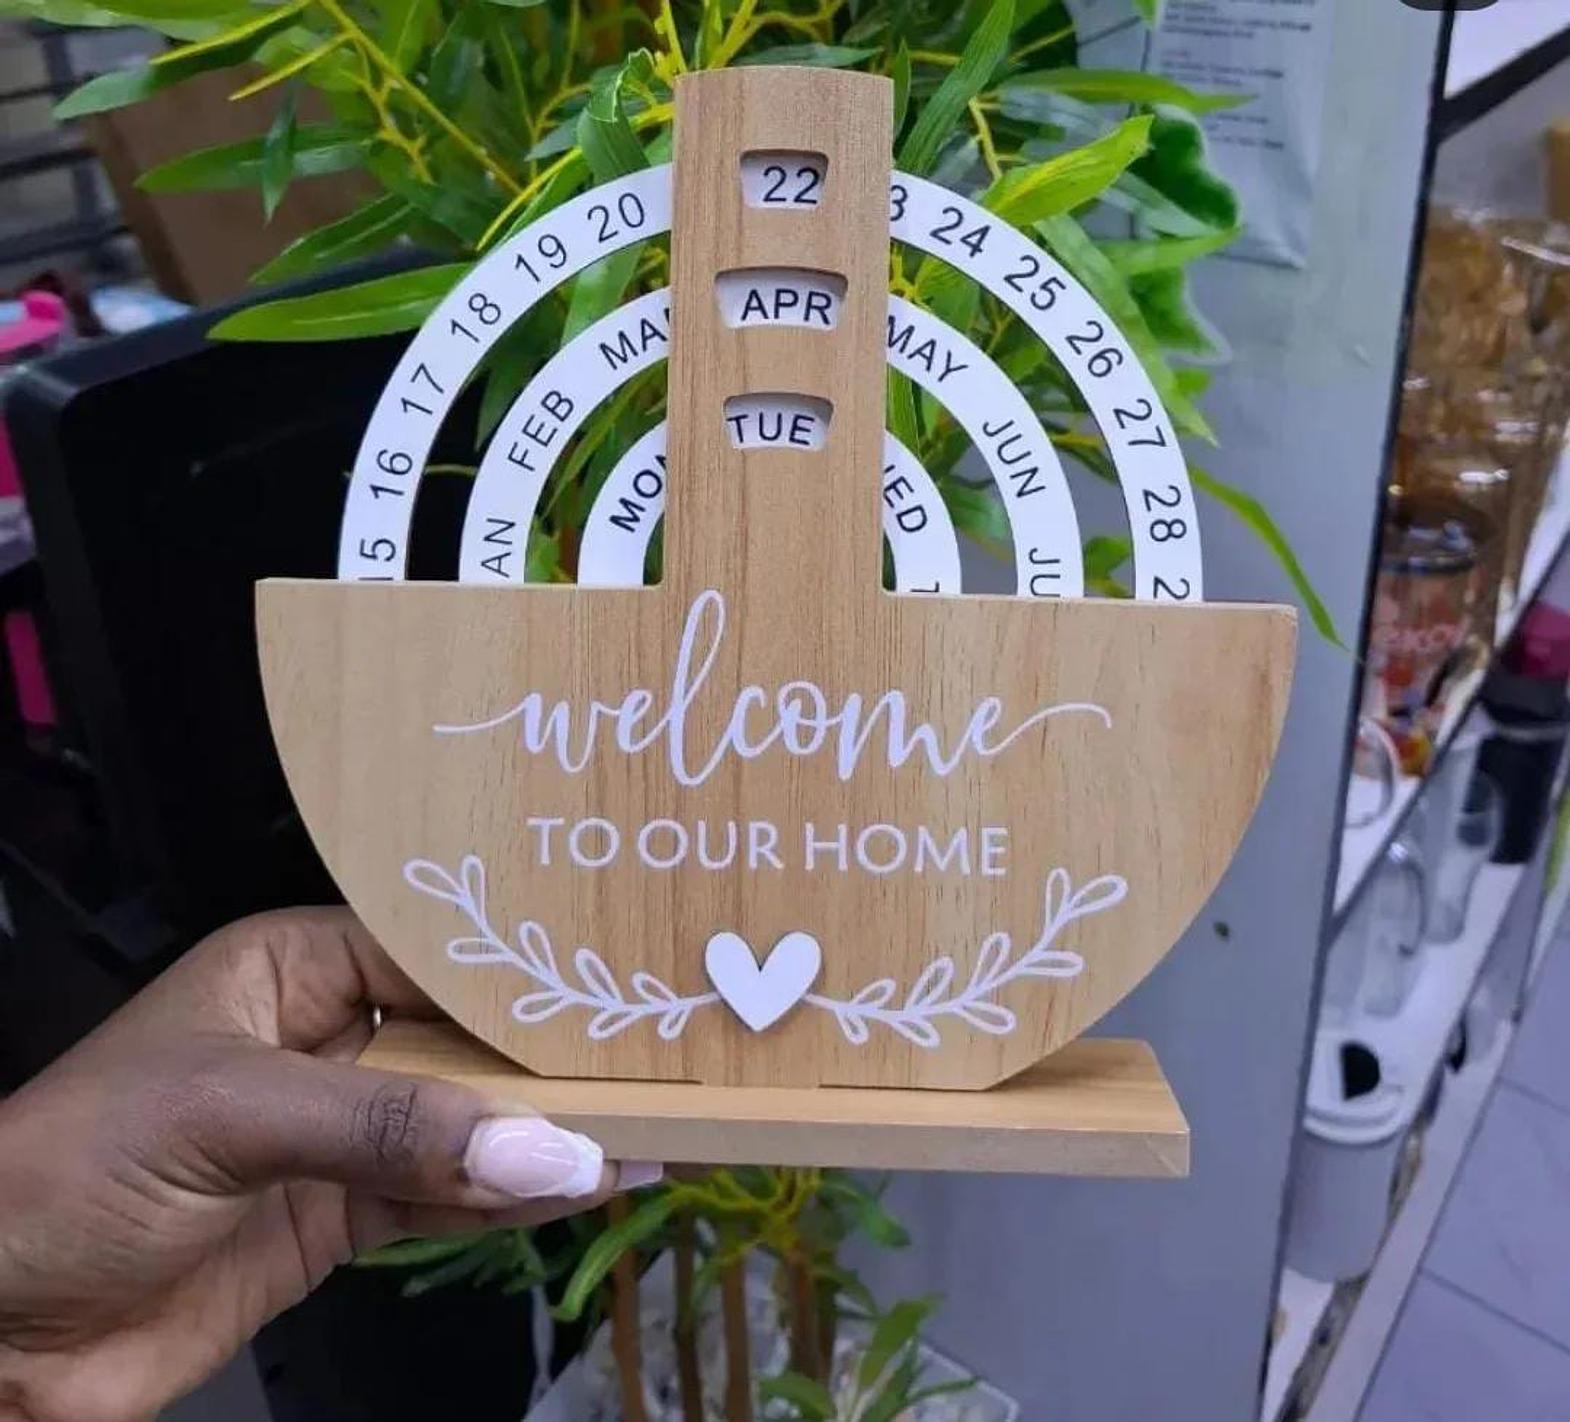 22
20 24
19 25
18 26
17 27
16 28
15
APR
MAY
FEB JUN
TUE
MON
welcome
TO OUR HOME